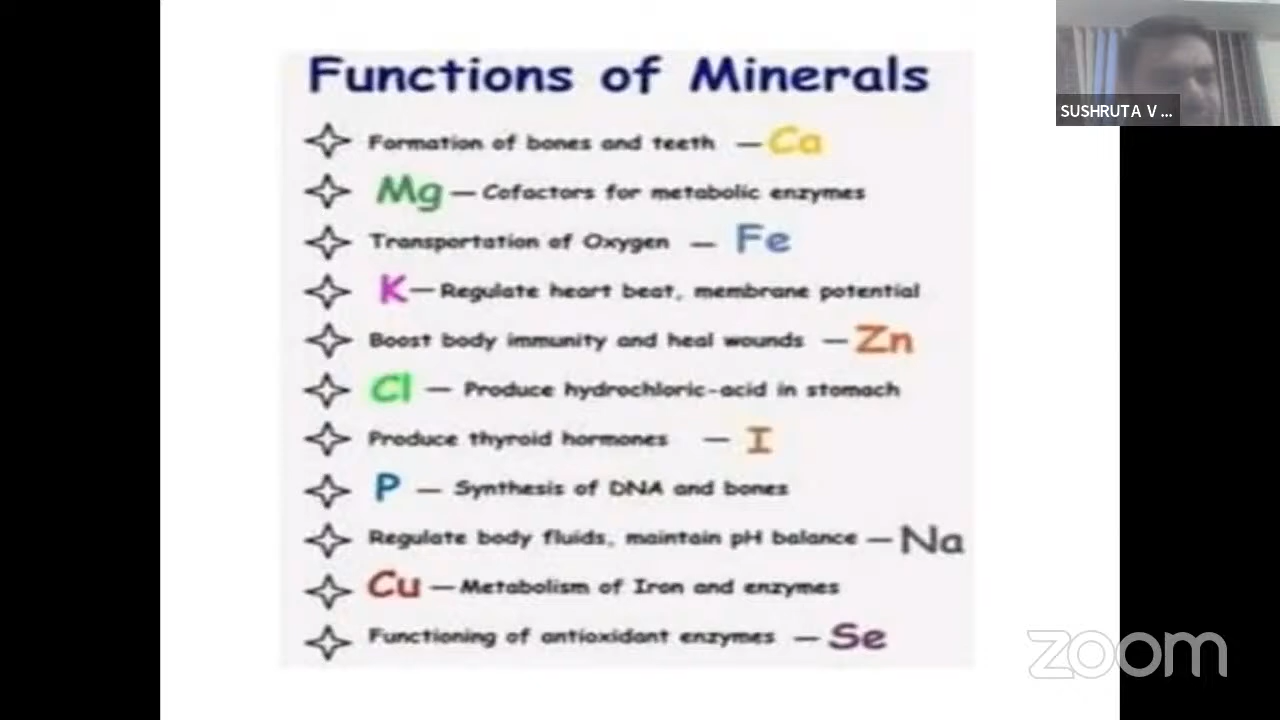 Functions of Minerals
SUSHRUTA V ...
Formation of bones and teeth — Ca
Mg — Cofactors for metabolic enzymes
Transportation of Oxygen — Fe
K — Regulate heart beat, membrane potential
Boost body immunity and heal wounds — Zn
Cl — Produce hydrochloric-acid in stomach
Produce thyroid hormones — I
P — Synthesis of DNA and bones
Regulate body fluids, maintain pH balance — Na
Cu — Metabolism of Iron and enzymes
Functioning of antioxidant enzymes — Se
zoom